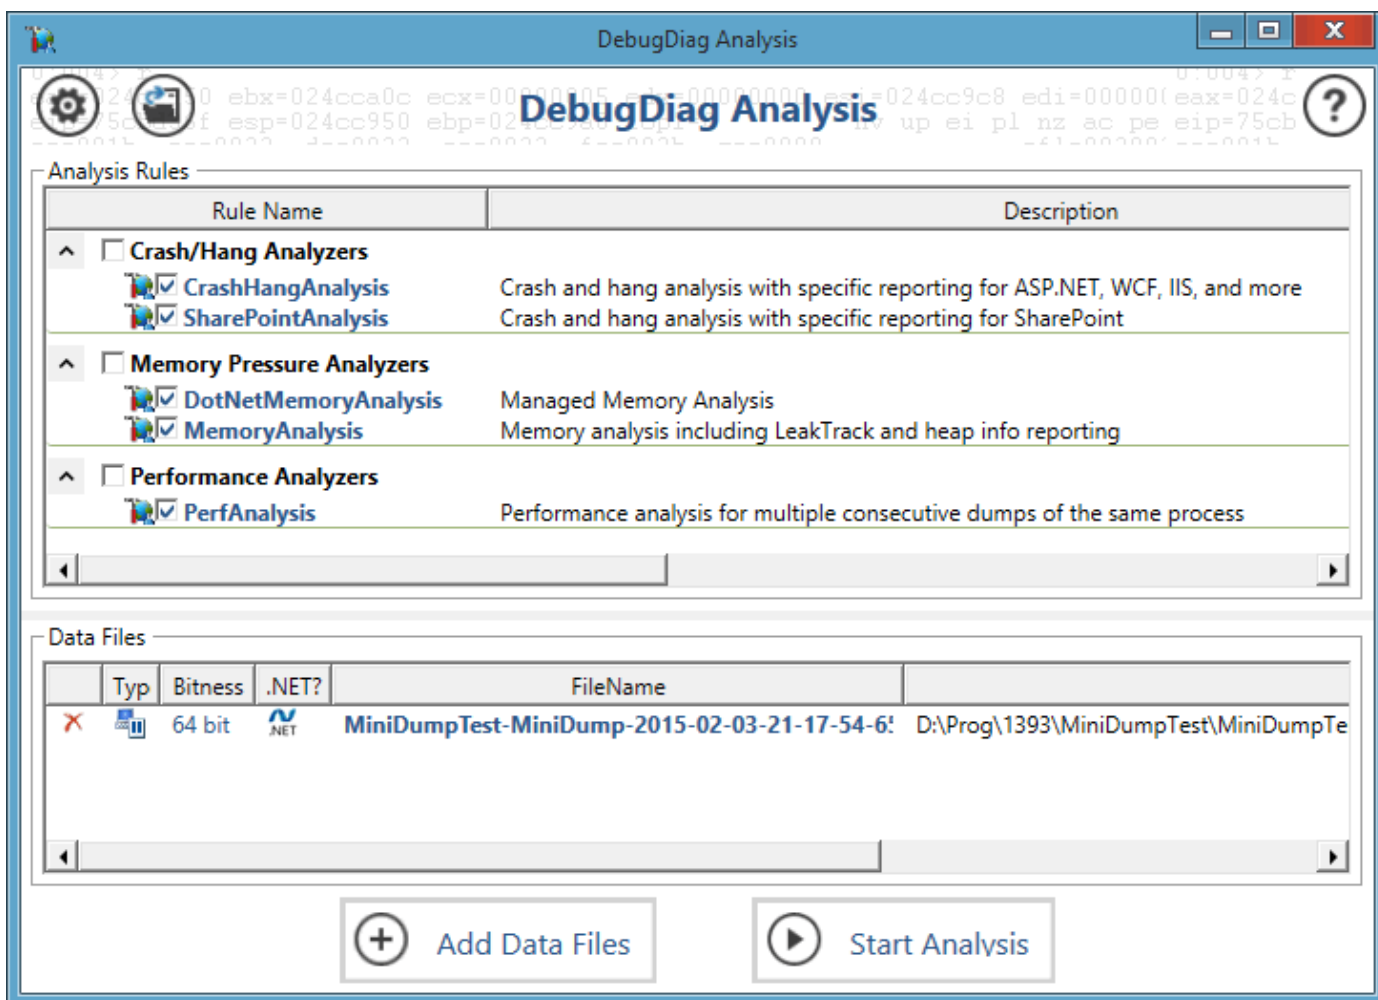 DebugDiag Analysis
DebugDiag Analysis
Analysis Rules
Rule Name Description
Crash/Hang Analyzers
CrashHangAnalysis Crash and hang analysis with specific reporting for ASP.NET, WCF, IIS, and more
SharePointAnalysis Crash and hang analysis with specific reporting for SharePoint
Memory Pressure Analyzers
DotNetMemoryAnalysis Managed Memory Analysis
MemoryAnalysis Memory analysis including LeakTrack and heap info reporting
Performance Analyzers
PerfAnalysis Performance analysis for multiple consecutive dumps of the same process
Data Files
Typ Bitness .NET? FileName
64 bit .NET MiniDumpTest-MiniDump-2015-02-03-21-17-54- D:\Prog\1393\MiniDumpTest\MiniDumpTe
Add Data Files Start Analysis